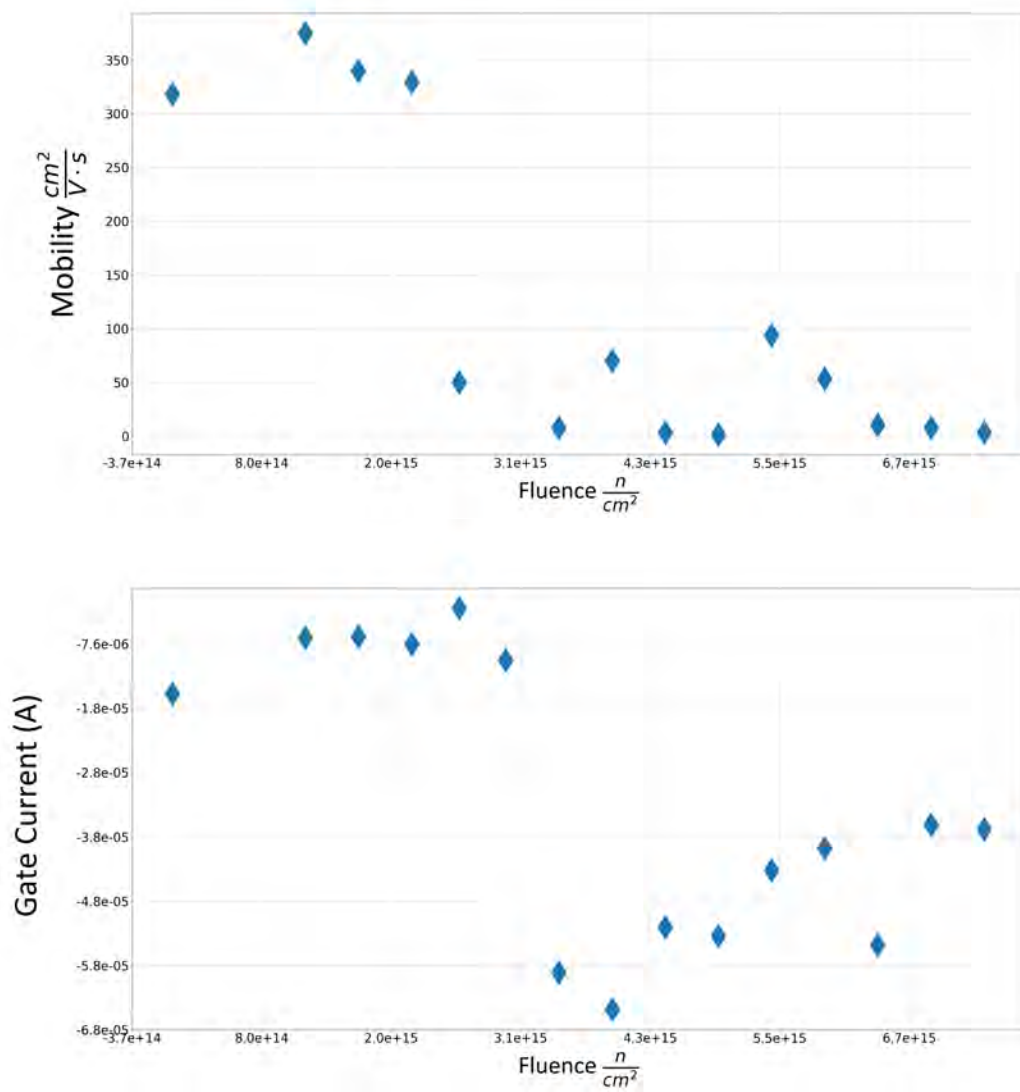 350
300
250
200
150
100
50
0
Mobility cm²/V·s
-3.7e+14 8.0e+14 2.0e+15 3.1e+15 4.3e+15 5.5e+15 6.7e+15
Fluence n/cm²
-7.6e-06
-1.8e-05
-2.8e-05
-3.8e-05
-4.8e-05
-5.8e-05
-6.8e-05
Gate Current (A)
-3.7e+14 8.0e+14 2.0e+15 3.1e+15 4.3e+15 5.5e+15 6.7e+15
Fluence n/cm²